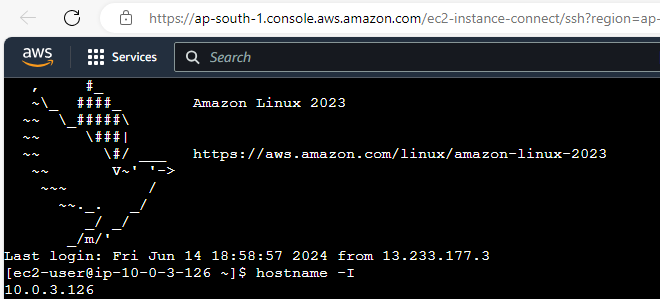 https://ap-south-1.console.aws.amazon.com/ec2-instance-connect/ssh?region=ap-
aws Services Search
   ,     #_
   ~\_  ####_        Amazon Linux 2023
  ~~  \_#####\
  ~~     \###|
  ~~       \#/ ___   https://aws.amazon.com/linux/amazon-linux-2023
   ~~       V~' '->
    ~~~         /
      ~~._.   _/
         _/ _/
       _/m/'
Last login: Fri Jun 14 18:58:57 2024 from 13.233.177.3
[ec2-user@ip-10-0-3-126 ~]$ hostname -I
10.0.3.126